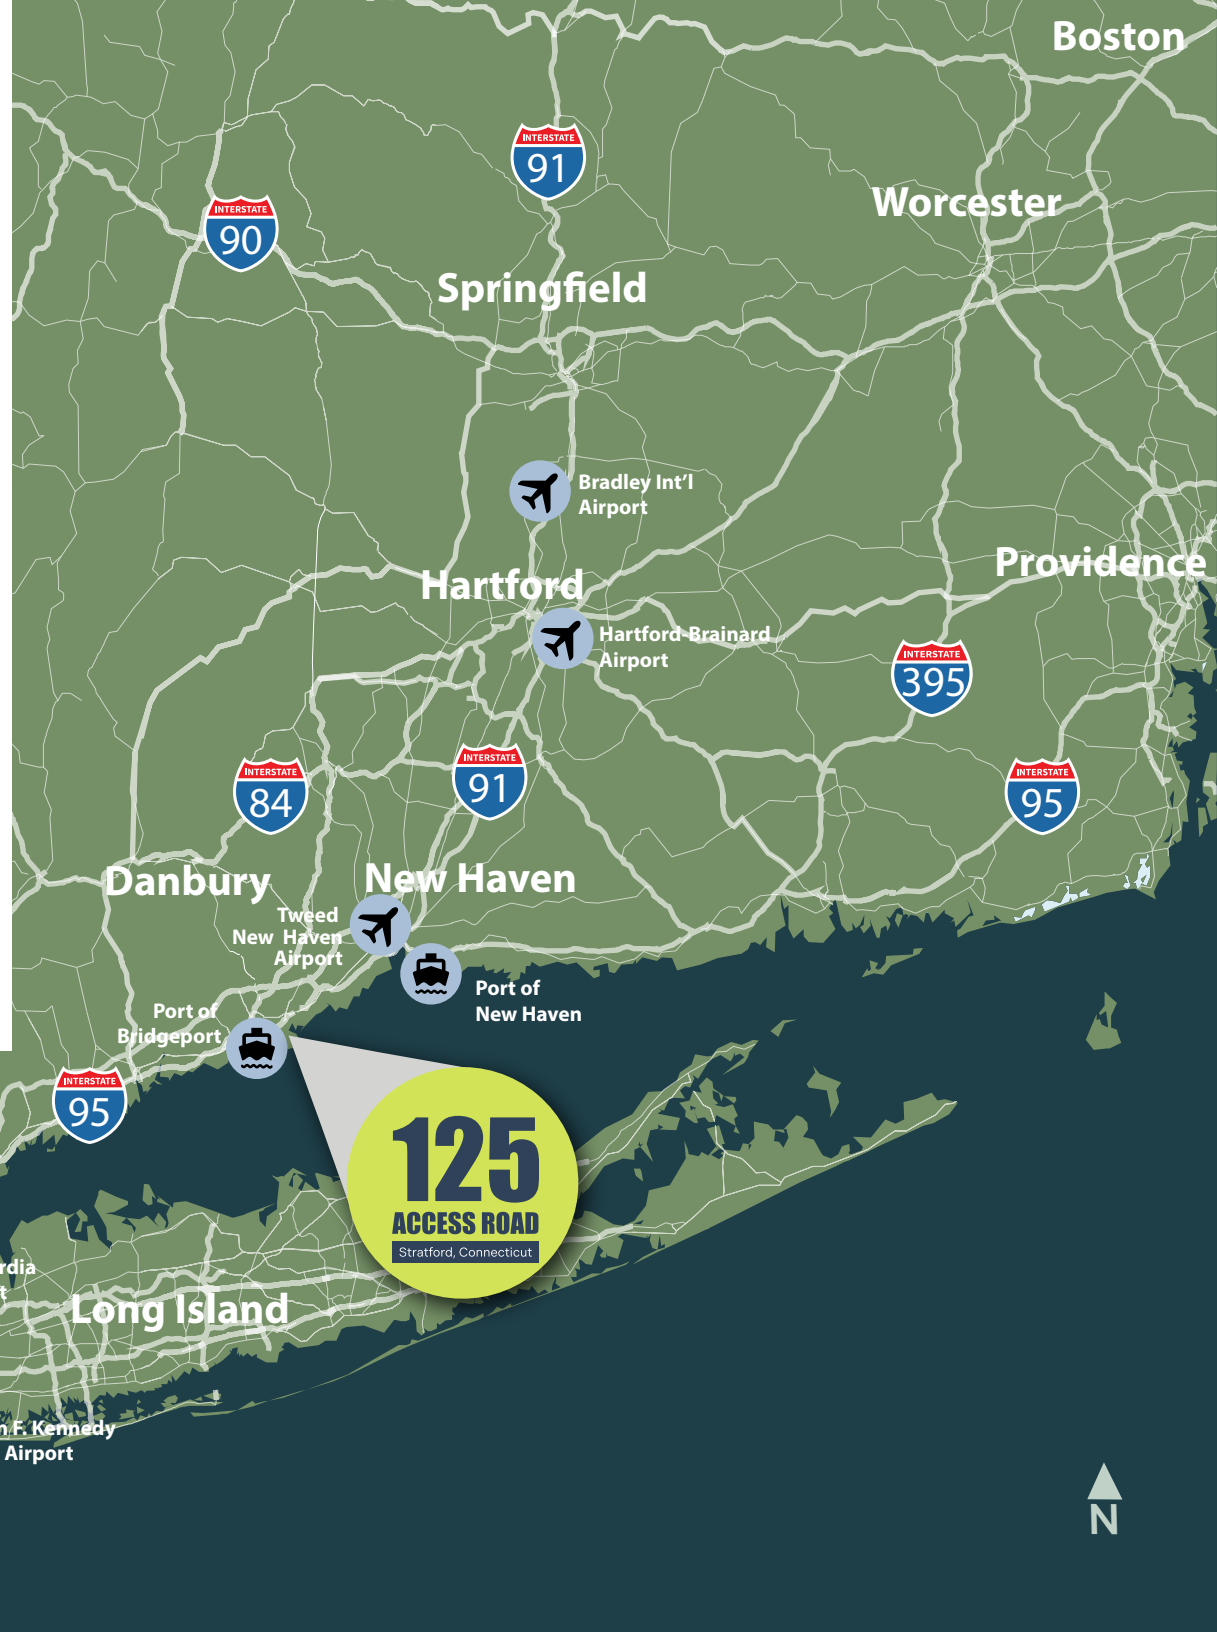 Boston
INTERSTATE
91
Worcester
INTERSTATE
90
Springfield
Bradley Int'l
Airport
Providence
Hartford
Hartford-Brainard
Airport
INTERSTATE
395
INTERSTATE
84
INTERSTATE
91
INTERSTATE
95
Danbury
New Haven
Tweed
New Haven
Airport
Port of
New Haven
Port of
Bridgeport
INTERSTATE
95
125
ACCESS ROAD
Stratford, Connecticut
rdia
t
Long Island
n F. Kennedy
Airport
N